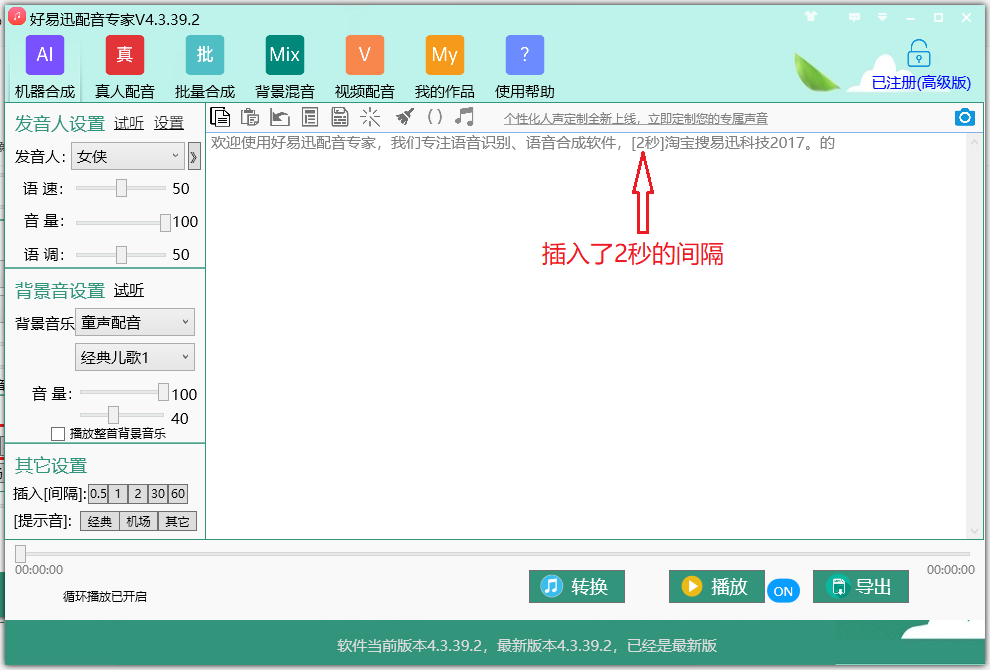 好易迅配音专家V4.3.39.2
AI 真 批 Mix V My ?
机器合成 真人配音 批量合成 背景混音 视频配音 我的作品 使用帮助
已注册(高级版)
发音人设置 试听 设置
发音人: 女侠
语 速: 50
音 量: 100
语 调: 50
背景音设置 试听
背景音乐 童声配音
经典儿歌1
音 量: 100
40
播放整首背景音乐
其它设置
插入[间隔]: 0.5 1 2 30 60
[提示音]: 经典 机场 其它
个性化人声定制全新上线，立即定制您的专属声音
欢迎使用好易迅配音专家，我们专注语音识别、语音合成软件，[2秒]淘宝搜易迅科技2017。的
插入了2秒的间隔
00:00:00 00:00:00
循环播放已开启
转换 播放 ON 导出
软件当前版本4.3.39.2，最新版本4.3.39.2，已经是最新版